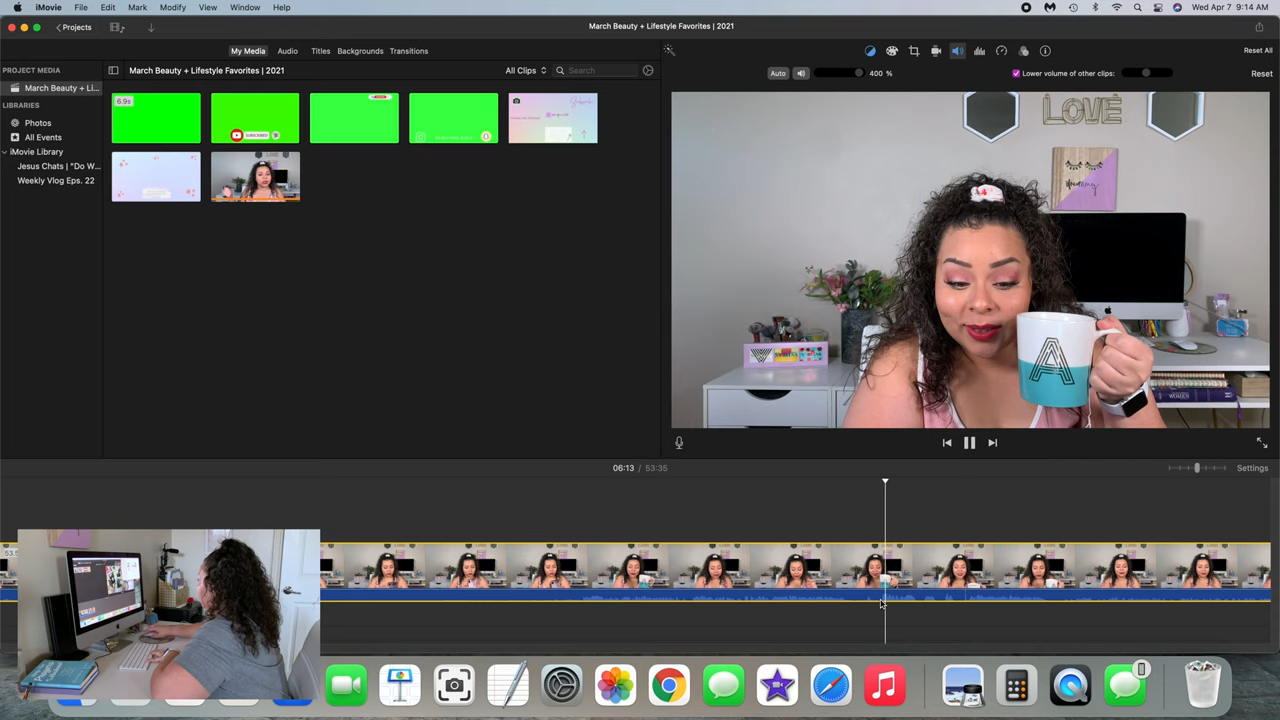 iMovie File Edit Mark Modify View Window Help
Wed Apr 7 9:14 AM
Projects
March Beauty + Lifestyle Favorites | 2021
My Media Audio Titles Backgrounds Transitions
Reset All
PROJECT MEDIA
March Beauty + Lifestyle Favorites | 2021
All Clips
Search
Auto
400 %
Lower volume of other clips:
Reset
March Beauty + Li...
LIBRARIES
Photos
All Events
iMovie Library
Jesus Chats | "Do W...
Weekly Vlog Eps. 22
6.9s
SUBSCRIBED
LOVE
A
WOMEN
06:13 / 53:35
Settings